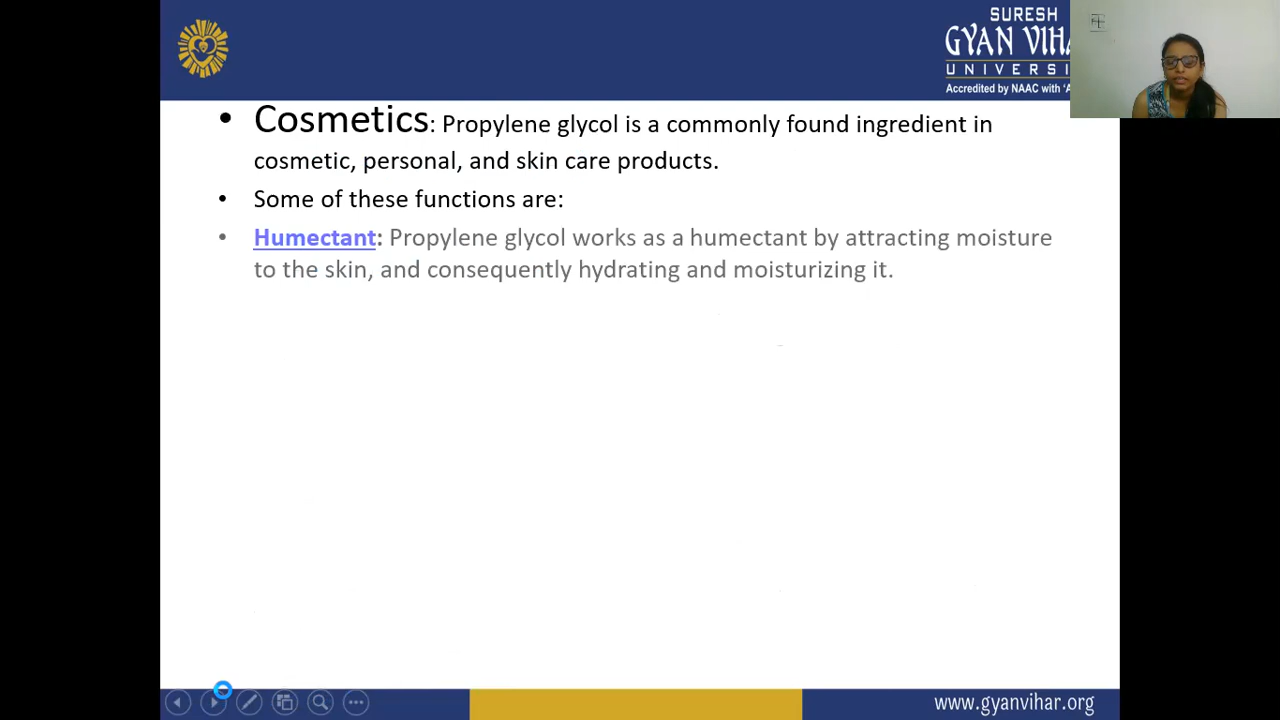 SURESH
GYAN VIHA
UNIVERSI
Accredited by NAAC with 'A
• Cosmetics: Propylene glycol is a commonly found ingredient in
cosmetic, personal, and skin care products.
• Some of these functions are:
• Humectant: Propylene glycol works as a humectant by attracting moisture
to the skin, and consequently hydrating and moisturizing it.
www.gyanvihar.org